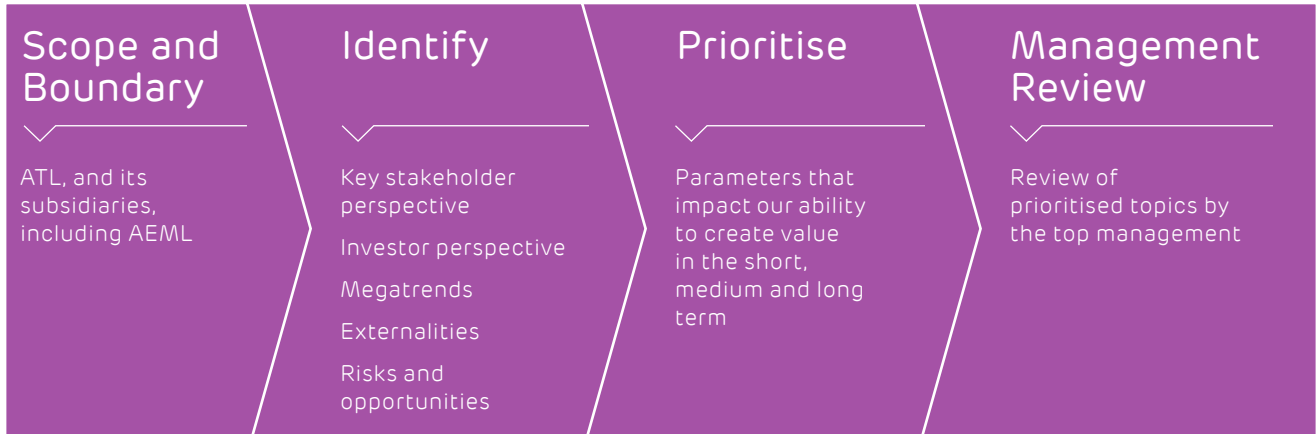 Scope and
Boundary
ATL, and its
subsidiaries,
including AEML
Identify
Key stakeholder
perspective
Investor perspective
Megatrends
Externalities
Risks and
opportunities
Prioritise
Parameters that
impact our ability
to create value
in the short,
medium and long
term
Management
Review
Review of
prioritised topics by
the top management